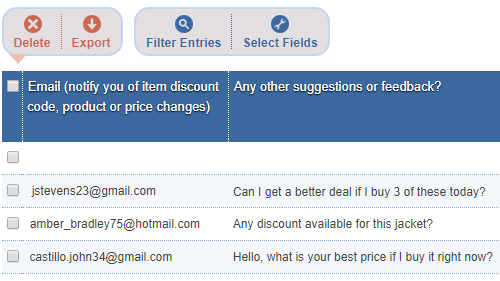 Delete Export Filter Entries Select Fields
Email (notify you of item discount code, product or price changes) Any other suggestions or feedback?
jstevens23@gmail.com Can I get a better deal if I buy 3 of these today?
amber_bradley75@hotmail.com Any discount available for this jacket?
castillo.john34@gmail.com Hello, what is your best price if I buy it right now?